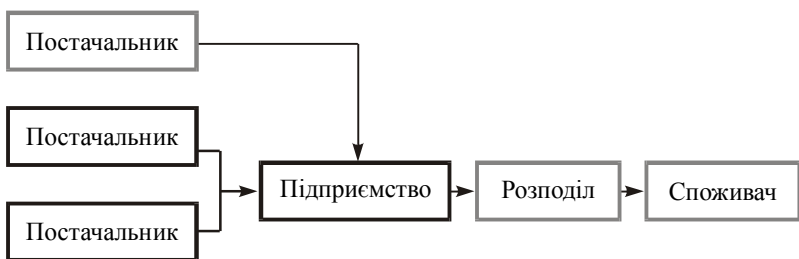 Постачальник
Постачальник
Підприємство
Розподіл
Споживач
Постачальник